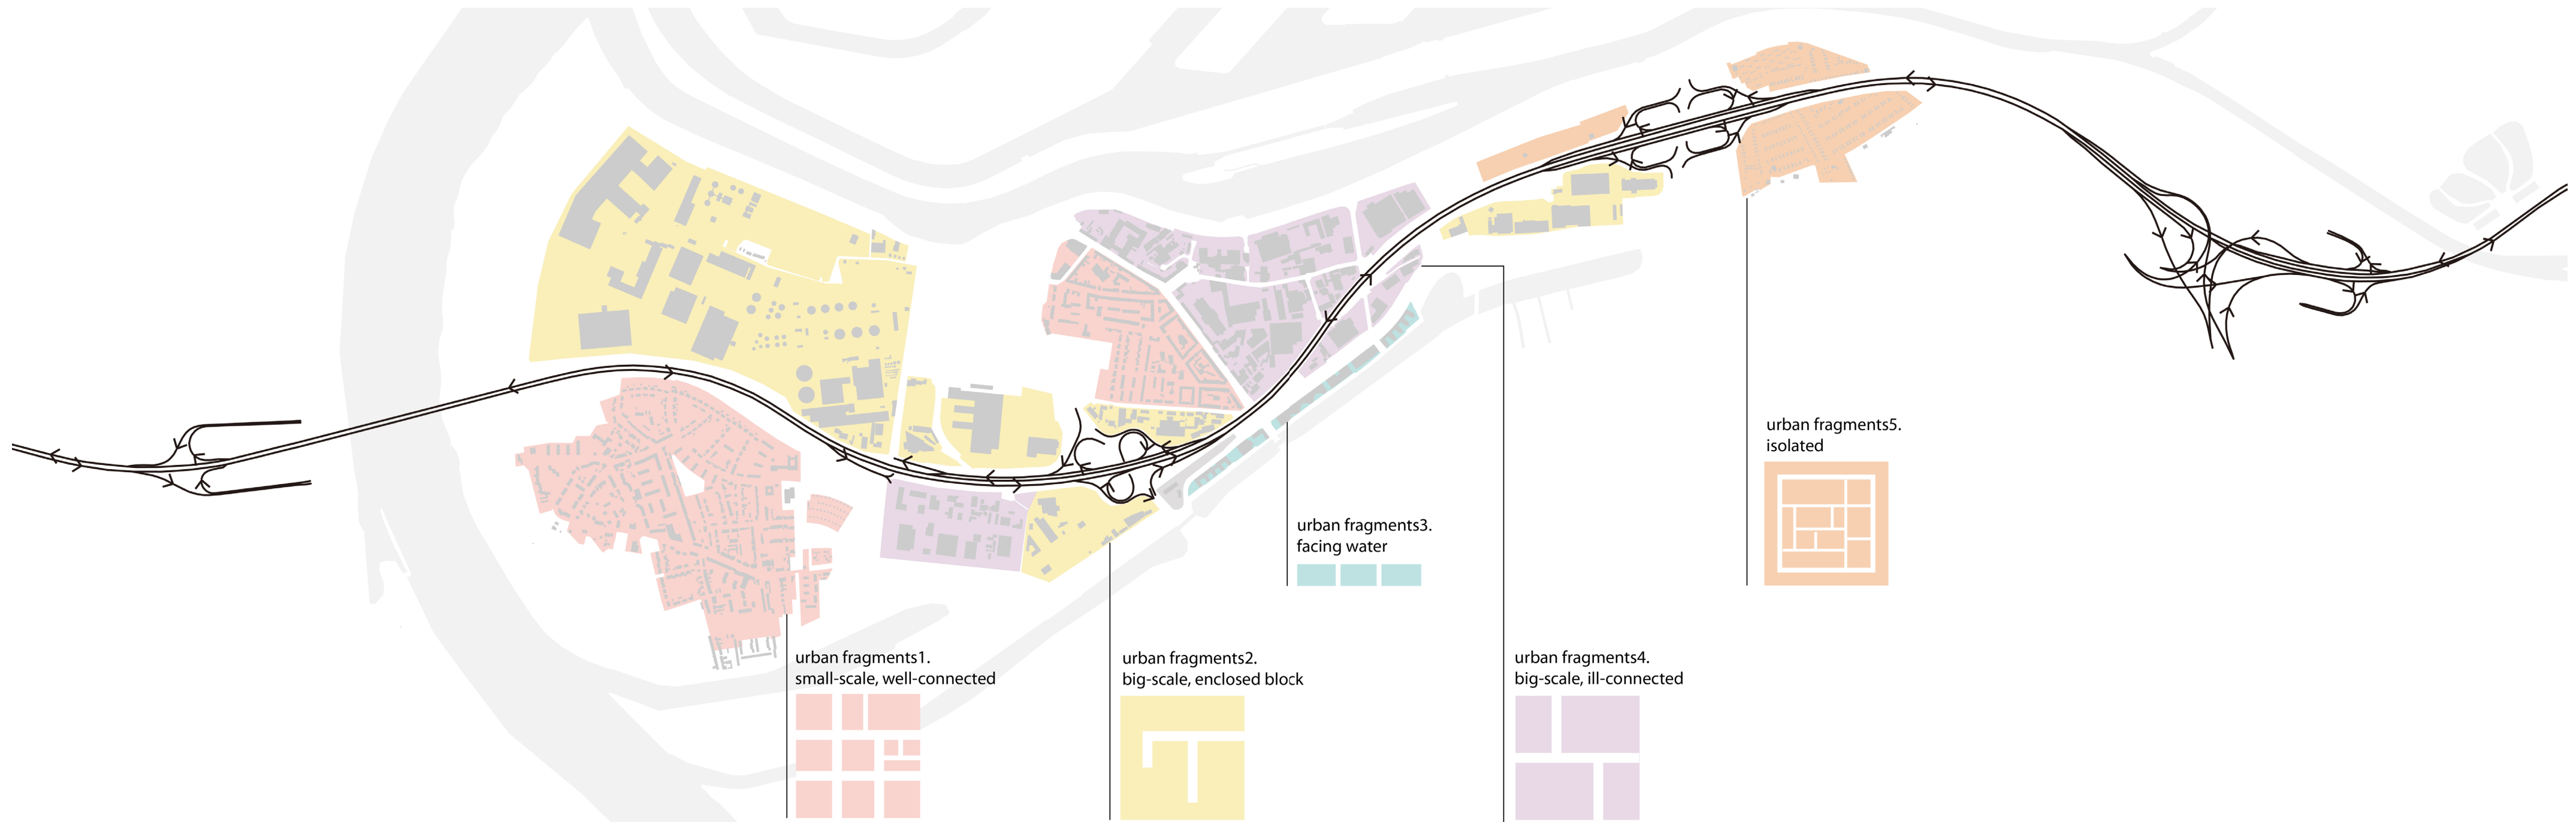 urban fragments1.
small-scale, well-connected
urban fragments2.
big-scale, enclosed block
urban fragments3.
facing water
urban fragments4.
big-scale, ill-connected
urban fragments5.
isolated